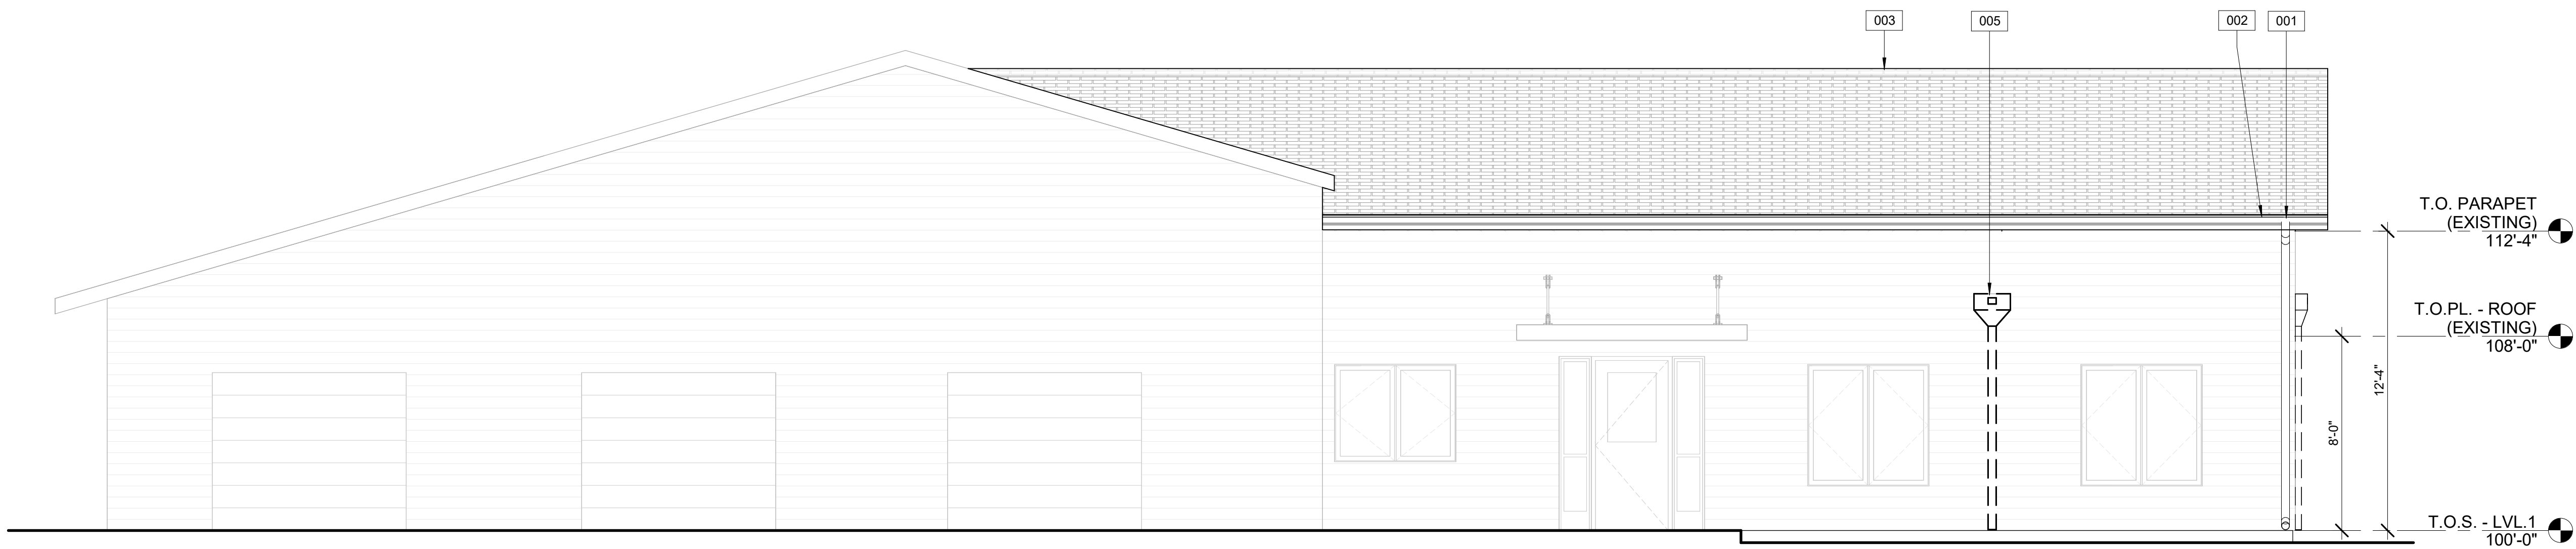 003
005
002
001
T.O. PARAPET
(EXISTING)
112'-4"
T.O.PL. - ROOF
(EXISTING)
108'-0"
12'-4"
8'-0"
T.O.S. - LVL.1
100'-0"